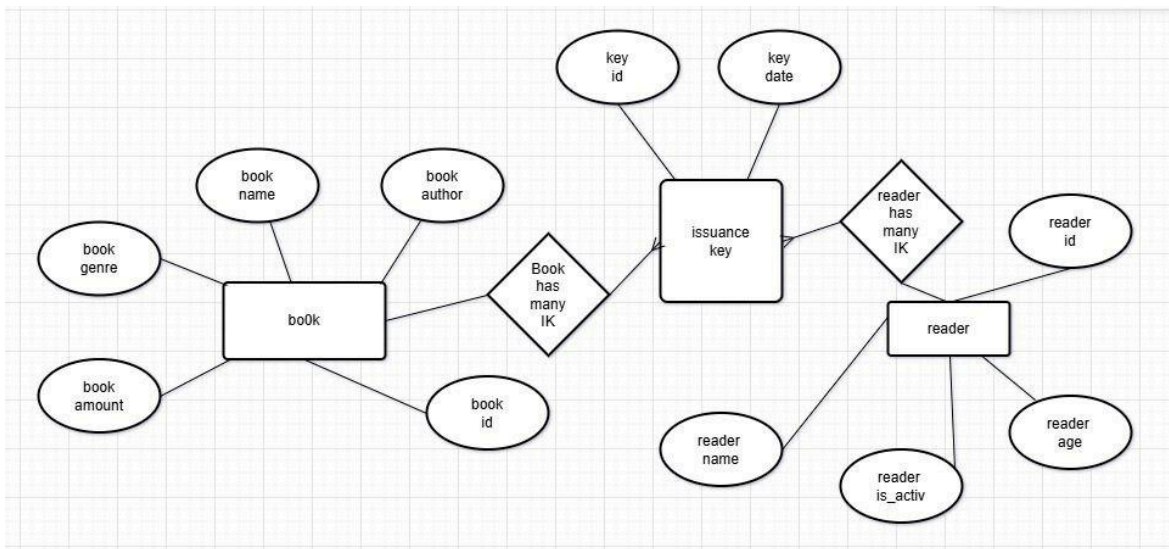 key
id
key
date
book
name
book
author
book
genre
bo0k
book
amount
book
id
Book
has
many
IK
issuance
key
reader
has
many
IK
reader
id
reader
reader
name
reader
is_activ
reader
age